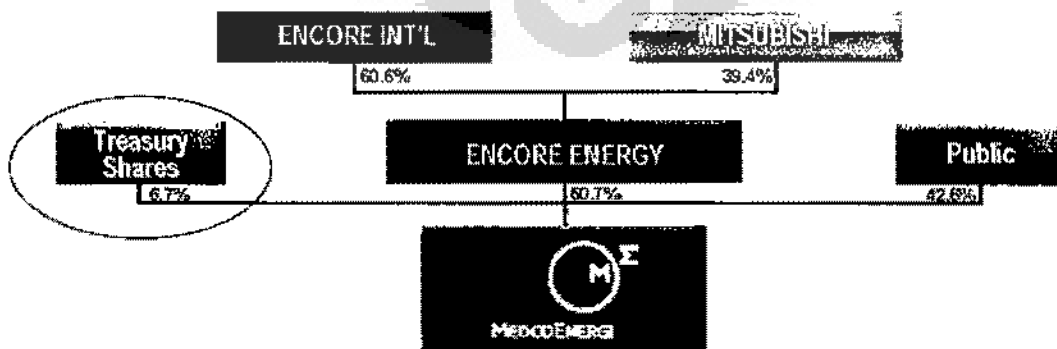 ENCORE INT'L
MITSUBISHI
60.6%
39.4%
Treasury
Shares
ENCORE ENERGY
Public
6.7%
50.7%
42.6%
M Σ
MEDCOENERGI